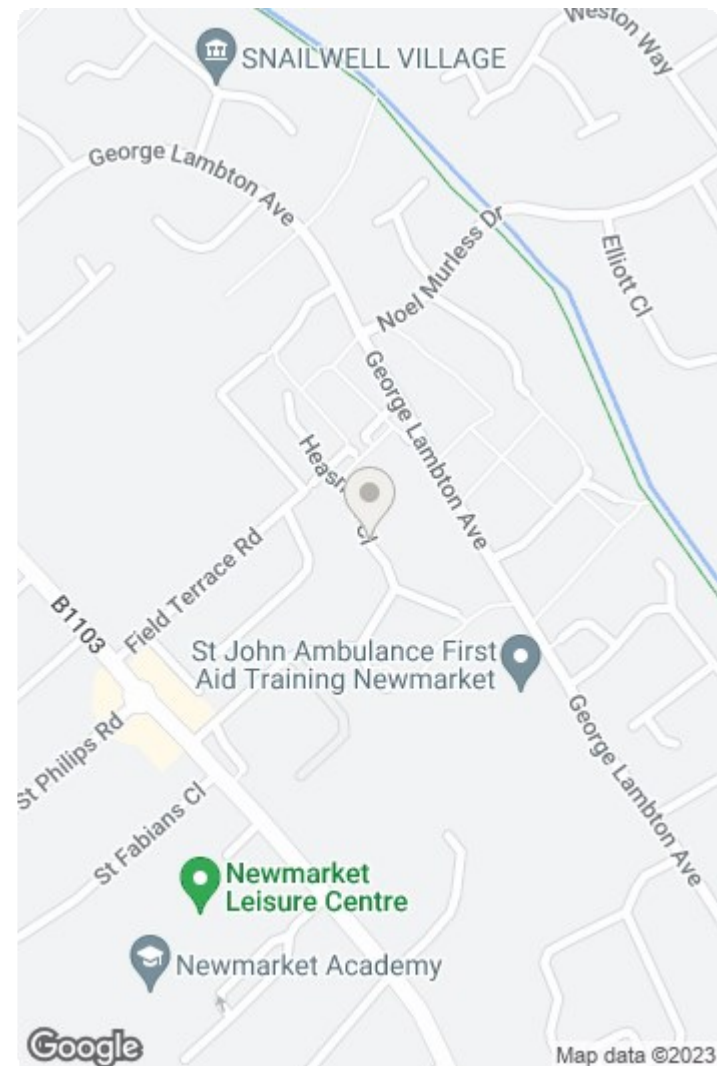 Weston Way
SNAILWELL VILLAGE
George Lambton Ave
Noel Murless Dr
Elliott Cl
George Lambton Ave
Cl
Field Terrace Rd
B1103
St John Ambulance First
Aid Training Newmarket
St Philips Rd
George Lambton Ave
St Fabians Cl
Newmarket
Leisure Centre
Newmarket Academy
Google
Map data ©2023